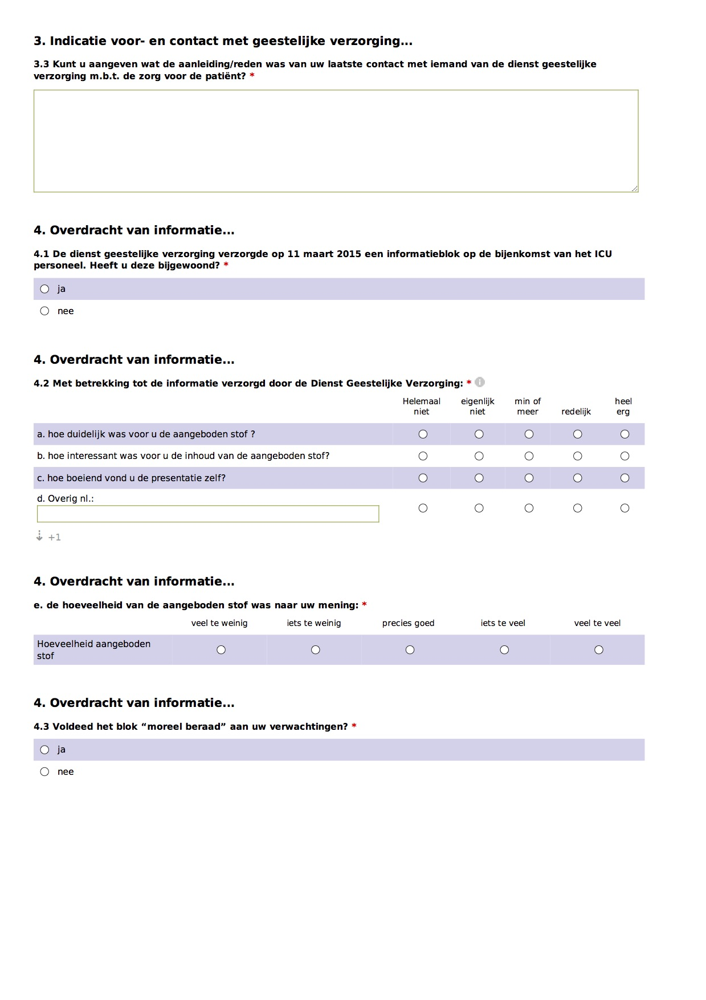 3. Indicatie voor- en contact met geestelijke verzorging...
3.3 Kunt u aangeven wat de aanleiding/reden was van uw laatste contact met iemand van de dienst geestelijke
verzorging m.b.t. de zorg voor de patiënt? *
4. Overdracht van informatie...
4.1 De dienst geestelijke verzorging verzorgde op 11 maart 2015 een informatieblok op de bijenkomst van het ICU
personeel. Heeft u deze bijgewoond? *
ja
nee
4. Overdracht van informatie...
4.2 Met betrekking tot de informatie verzorgd door de Dienst Geestelijke Verzorging: *
Helemaal niet eigenlijk niet min of meer redelijk heel erg
a. hoe duidelijk was voor u de aangeboden stof ?
b. hoe interessant was voor u de inhoud van de aangeboden stof?
c. hoe boeiend vond u de presentatie zelf?
d. Overig nl.:
+1
4. Overdracht van informatie...
e. de hoeveelheid van de aangeboden stof was naar uw mening: *
veel te weinig iets te weinig precies goed iets te veel veel te veel
Hoeveelheid aangeboden
stof
4. Overdracht van informatie...
4.3 Voldeed het blok “moreel beraad” aan uw verwachtingen? *
ja
nee